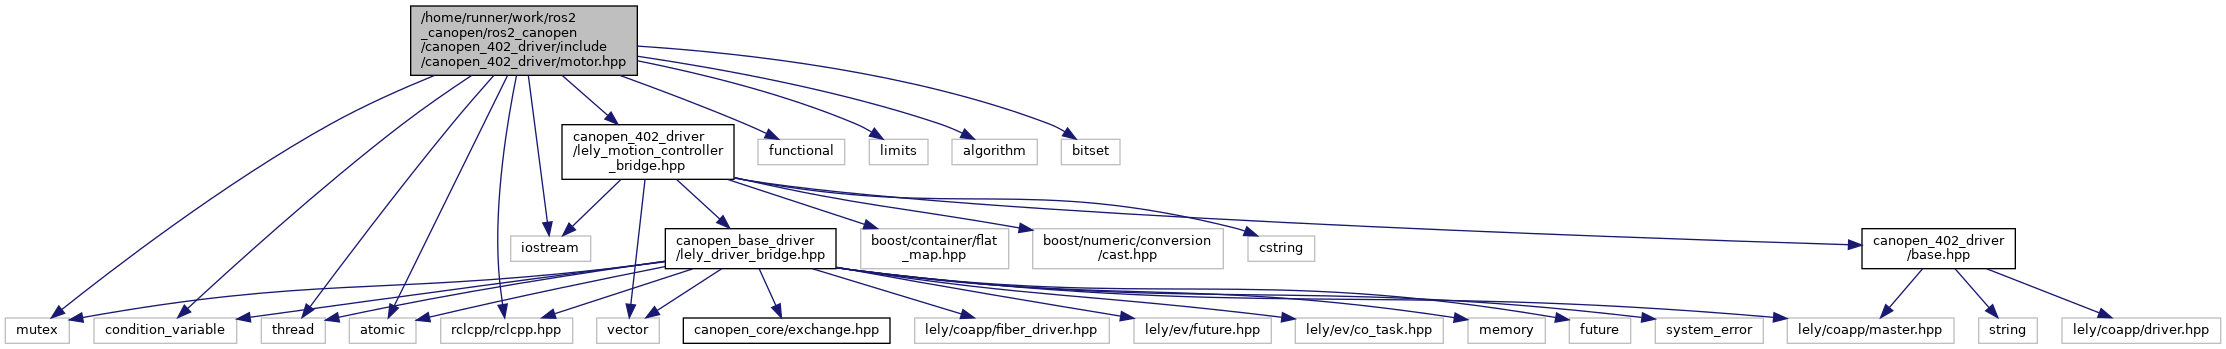 /home/runner/work/ros2
_canopen/ros2_canopen
/canopen_402_driver/include
/canopen_402_driver/motor.hpp
canopen_402_driver
/lely_motion_controller
_bridge.hpp
functional
limits
algorithm
bitset
iostream
canopen_base_driver
/lely_driver_bridge.hpp
boost/container/flat
_map.hpp
boost/numeric/conversion
/cast.hpp
cstring
canopen_402_driver
/base.hpp
mutex
condition_variable
thread
atomic
rclcpp/rclcpp.hpp
vector
canopen_core/exchange.hpp
lely/coapp/fiber_driver.hpp
lely/ev/future.hpp
lely/ev/co_task.hpp
memory
future
system_error
lely/coapp/master.hpp
string
lely/coapp/driver.hpp